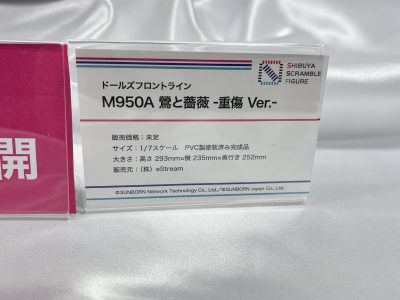 SHIBUYA
SCRAMBLE
FIGURE
ドールズフロントライン
M950A 鶯と薔薇 -重傷 Ver.-
販売価格：未定
サイズ：1/7スケール　PVC製塗装済み完成品
大きさ：高さ 293mm×横 235mm×奥行き 252mm
販売元：（株）eStream
©SUNBORN Network Technology Co., Ltd./©SUNBORN Japan Co., Ltd.
開